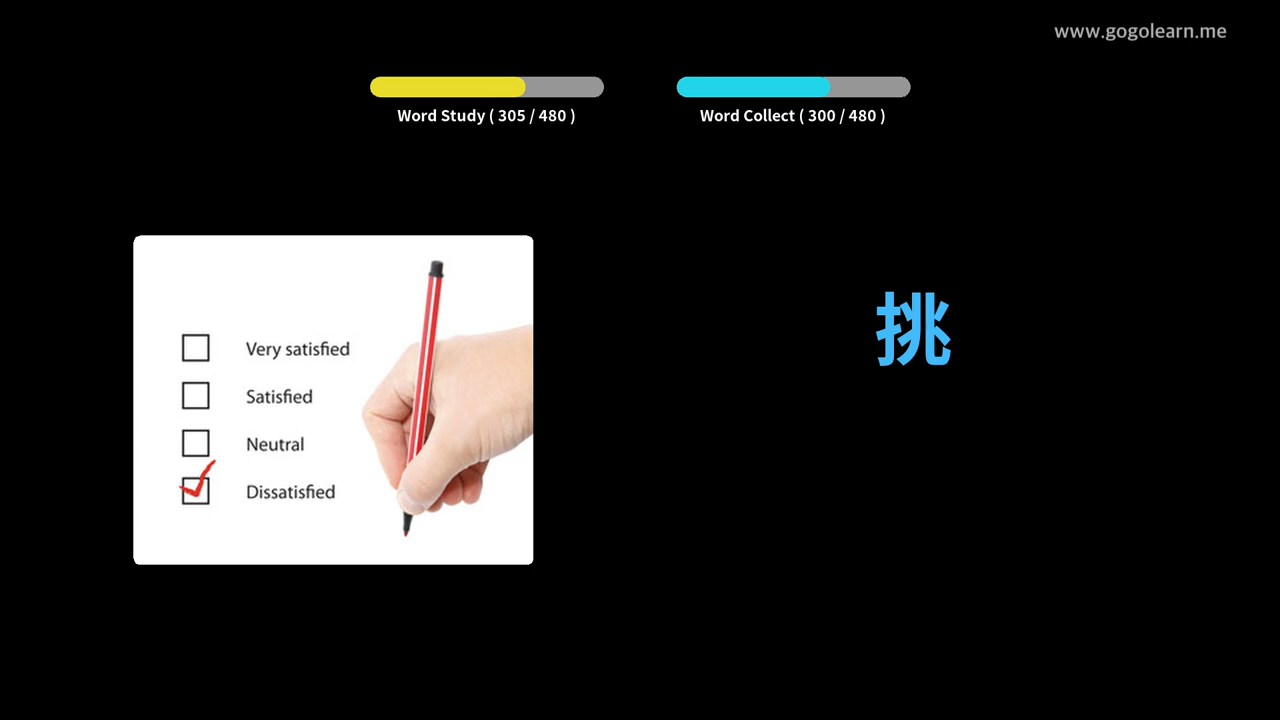 www.gogolearn.me
Word Study ( 305 / 480 )
Word Collect ( 300 / 480 )
Very satisfied
Satisfied
Neutral
Dissatisfied
挑